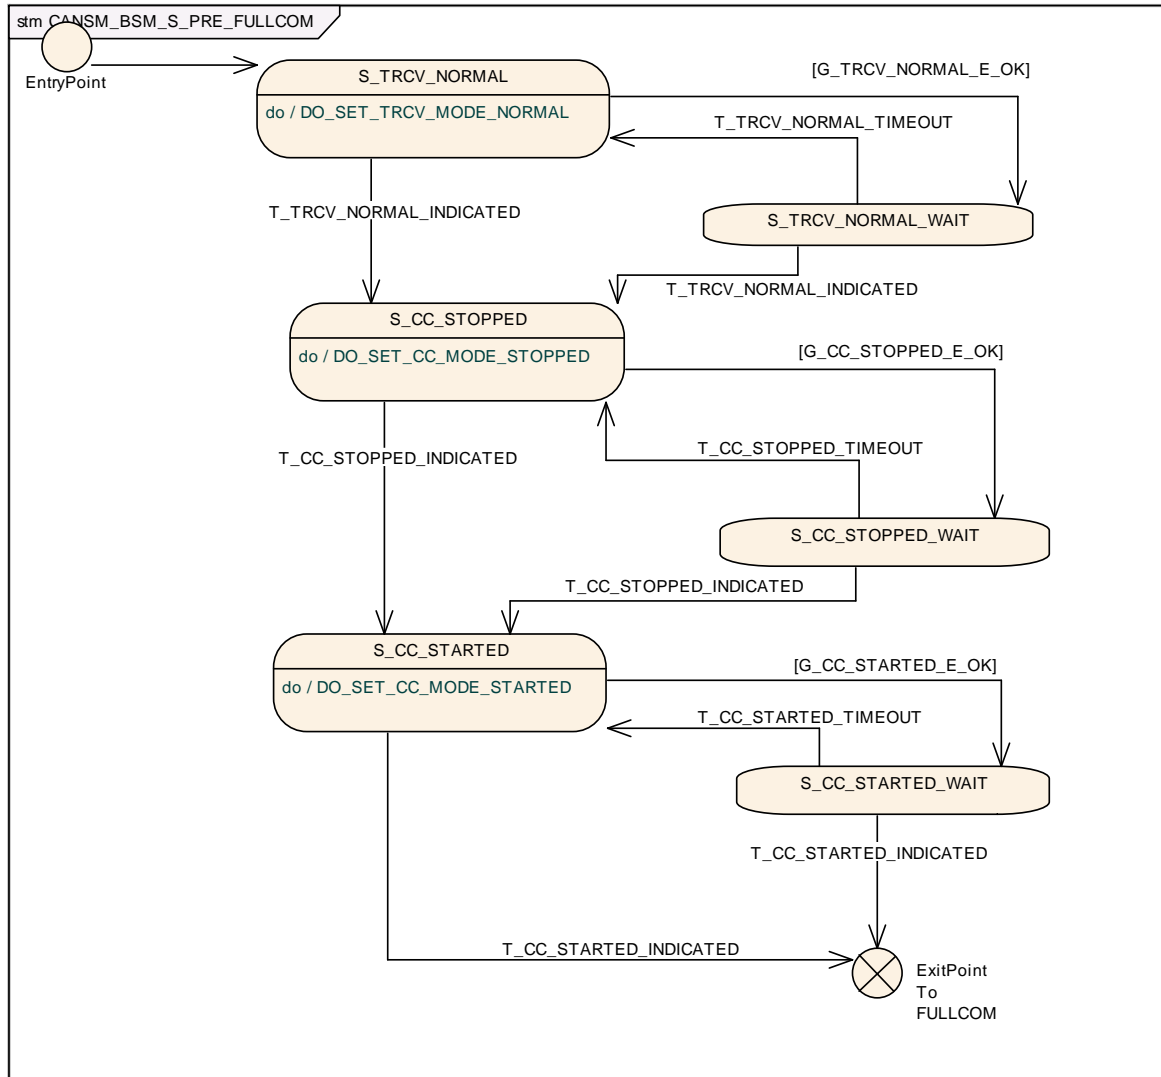 stm CANSM_BSM_S_PRE_FULLCOM
EntryPoint
S_TRCV_NORMAL
do / DO_SET_TRCV_MODE_NORMAL
[G_TRCV_NORMAL_E_OK]
T_TRCV_NORMAL_TIMEOUT
T_TRCV_NORMAL_INDICATED
S_TRCV_NORMAL_WAIT
T_TRCV_NORMAL_INDICATED
S_CC_STOPPED
do / DO_SET_CC_MODE_STOPPED
[G_CC_STOPPED_E_OK]
T_CC_STOPPED_TIMEOUT
T_CC_STOPPED_INDICATED
S_CC_STOPPED_WAIT
T_CC_STOPPED_INDICATED
S_CC_STARTED
do / DO_SET_CC_MODE_STARTED
[G_CC_STARTED_E_OK]
T_CC_STARTED_TIMEOUT
S_CC_STARTED_WAIT
T_CC_STARTED_INDICATED
T_CC_STARTED_INDICATED
ExitPoint
To
FULLCOM